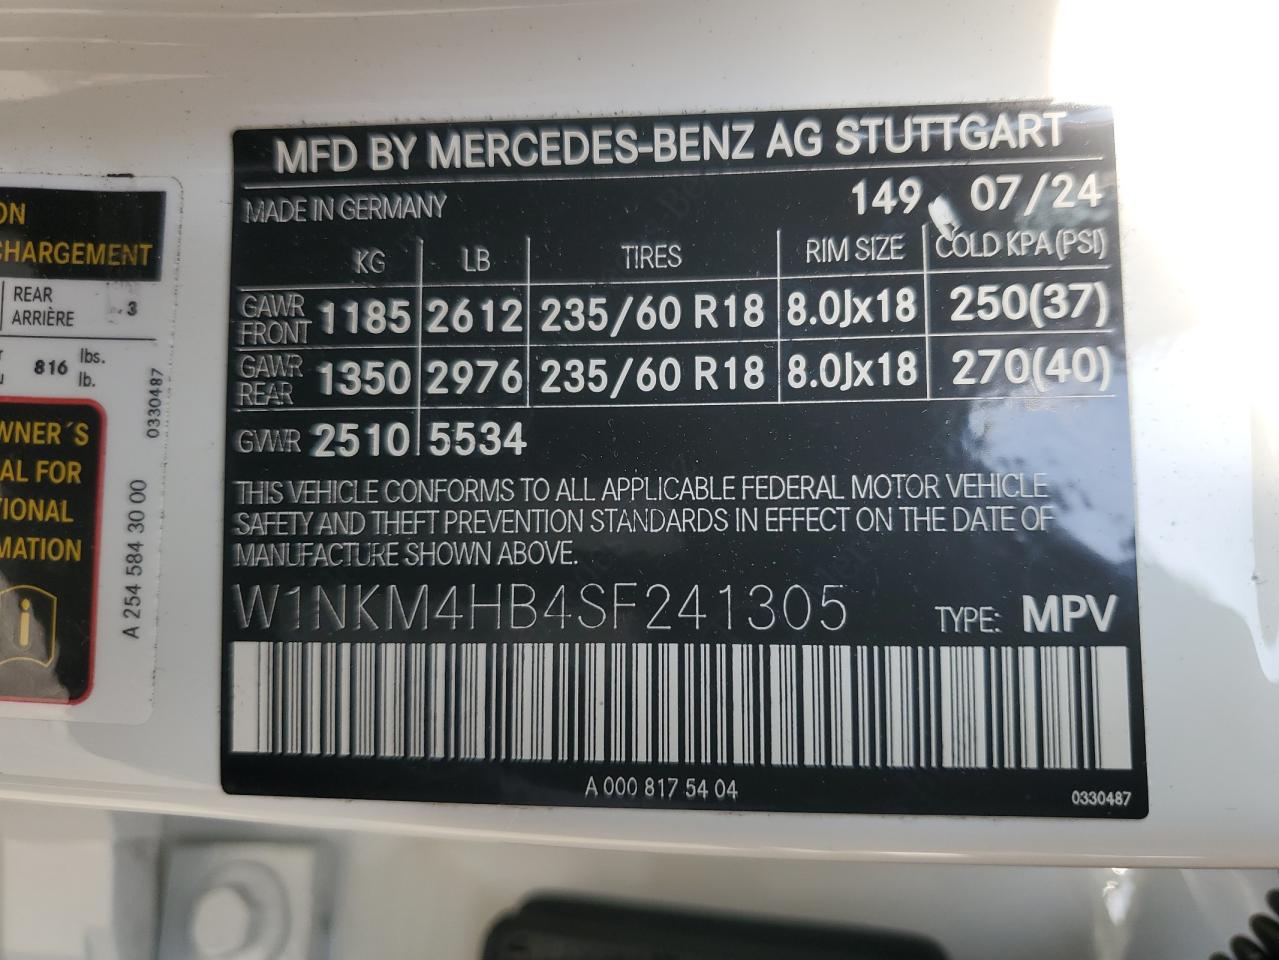 MFD BY MERCEDES-BENZ AG STUTTGART
MADE IN GERMANY 149 07/24
KG LB TIRES RIM SIZE COLD KPA (PSI)
GAWR FRONT 1185 2612 235/60 R18 8.0Jx18 250(37)
GAWR REAR 1350 2976 235/60 R18 8.0Jx18 270(40)
GVWR 2510 5534
THIS VEHICLE CONFORMS TO ALL APPLICABLE FEDERAL MOTOR VEHICLE
SAFETY AND THEFT PREVENTION STANDARDS IN EFFECT ON THE DATE OF
MANUFACTURE SHOWN ABOVE.
W1NKM4HB4SF241305 TYPE: MPV
A 000 817 54 04
0330487
ON
CHARGEMENT
REAR 3
ARRIÈRE
816 lbs.
lb.
0330487
WNER´S
AL FOR
TIONAL
MATION
i
A 254 584 30 00